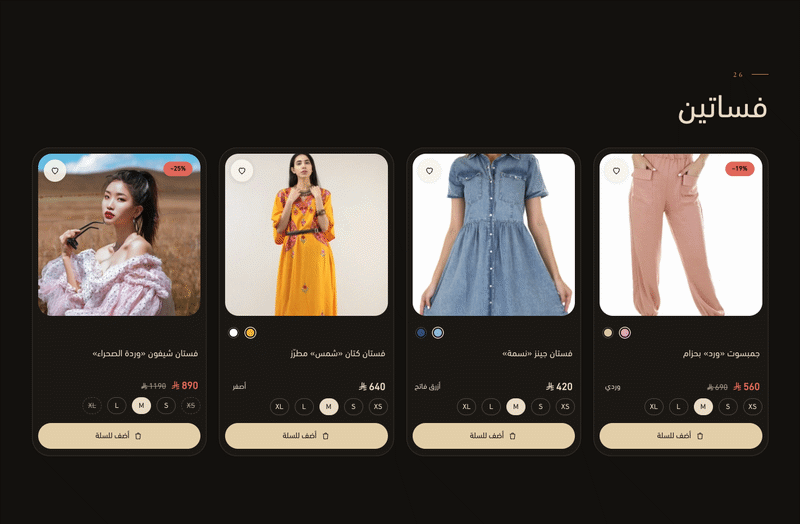 26
فساتين
-19%
جمبسوت «ورد» بحزام
560 690
وردي
XS S M L XL
أضف للسلة
فستان جينز «نسمة»
420
أزرق فاتح
XS S M L XL
أضف للسلة
فستان كتان «شمس» مطرّز
640
أصفر
XS S M L XL
أضف للسلة
-25%
فستان شيفون «وردة الصحراء»
890 1190
XS S M L XL
أضف للسلة